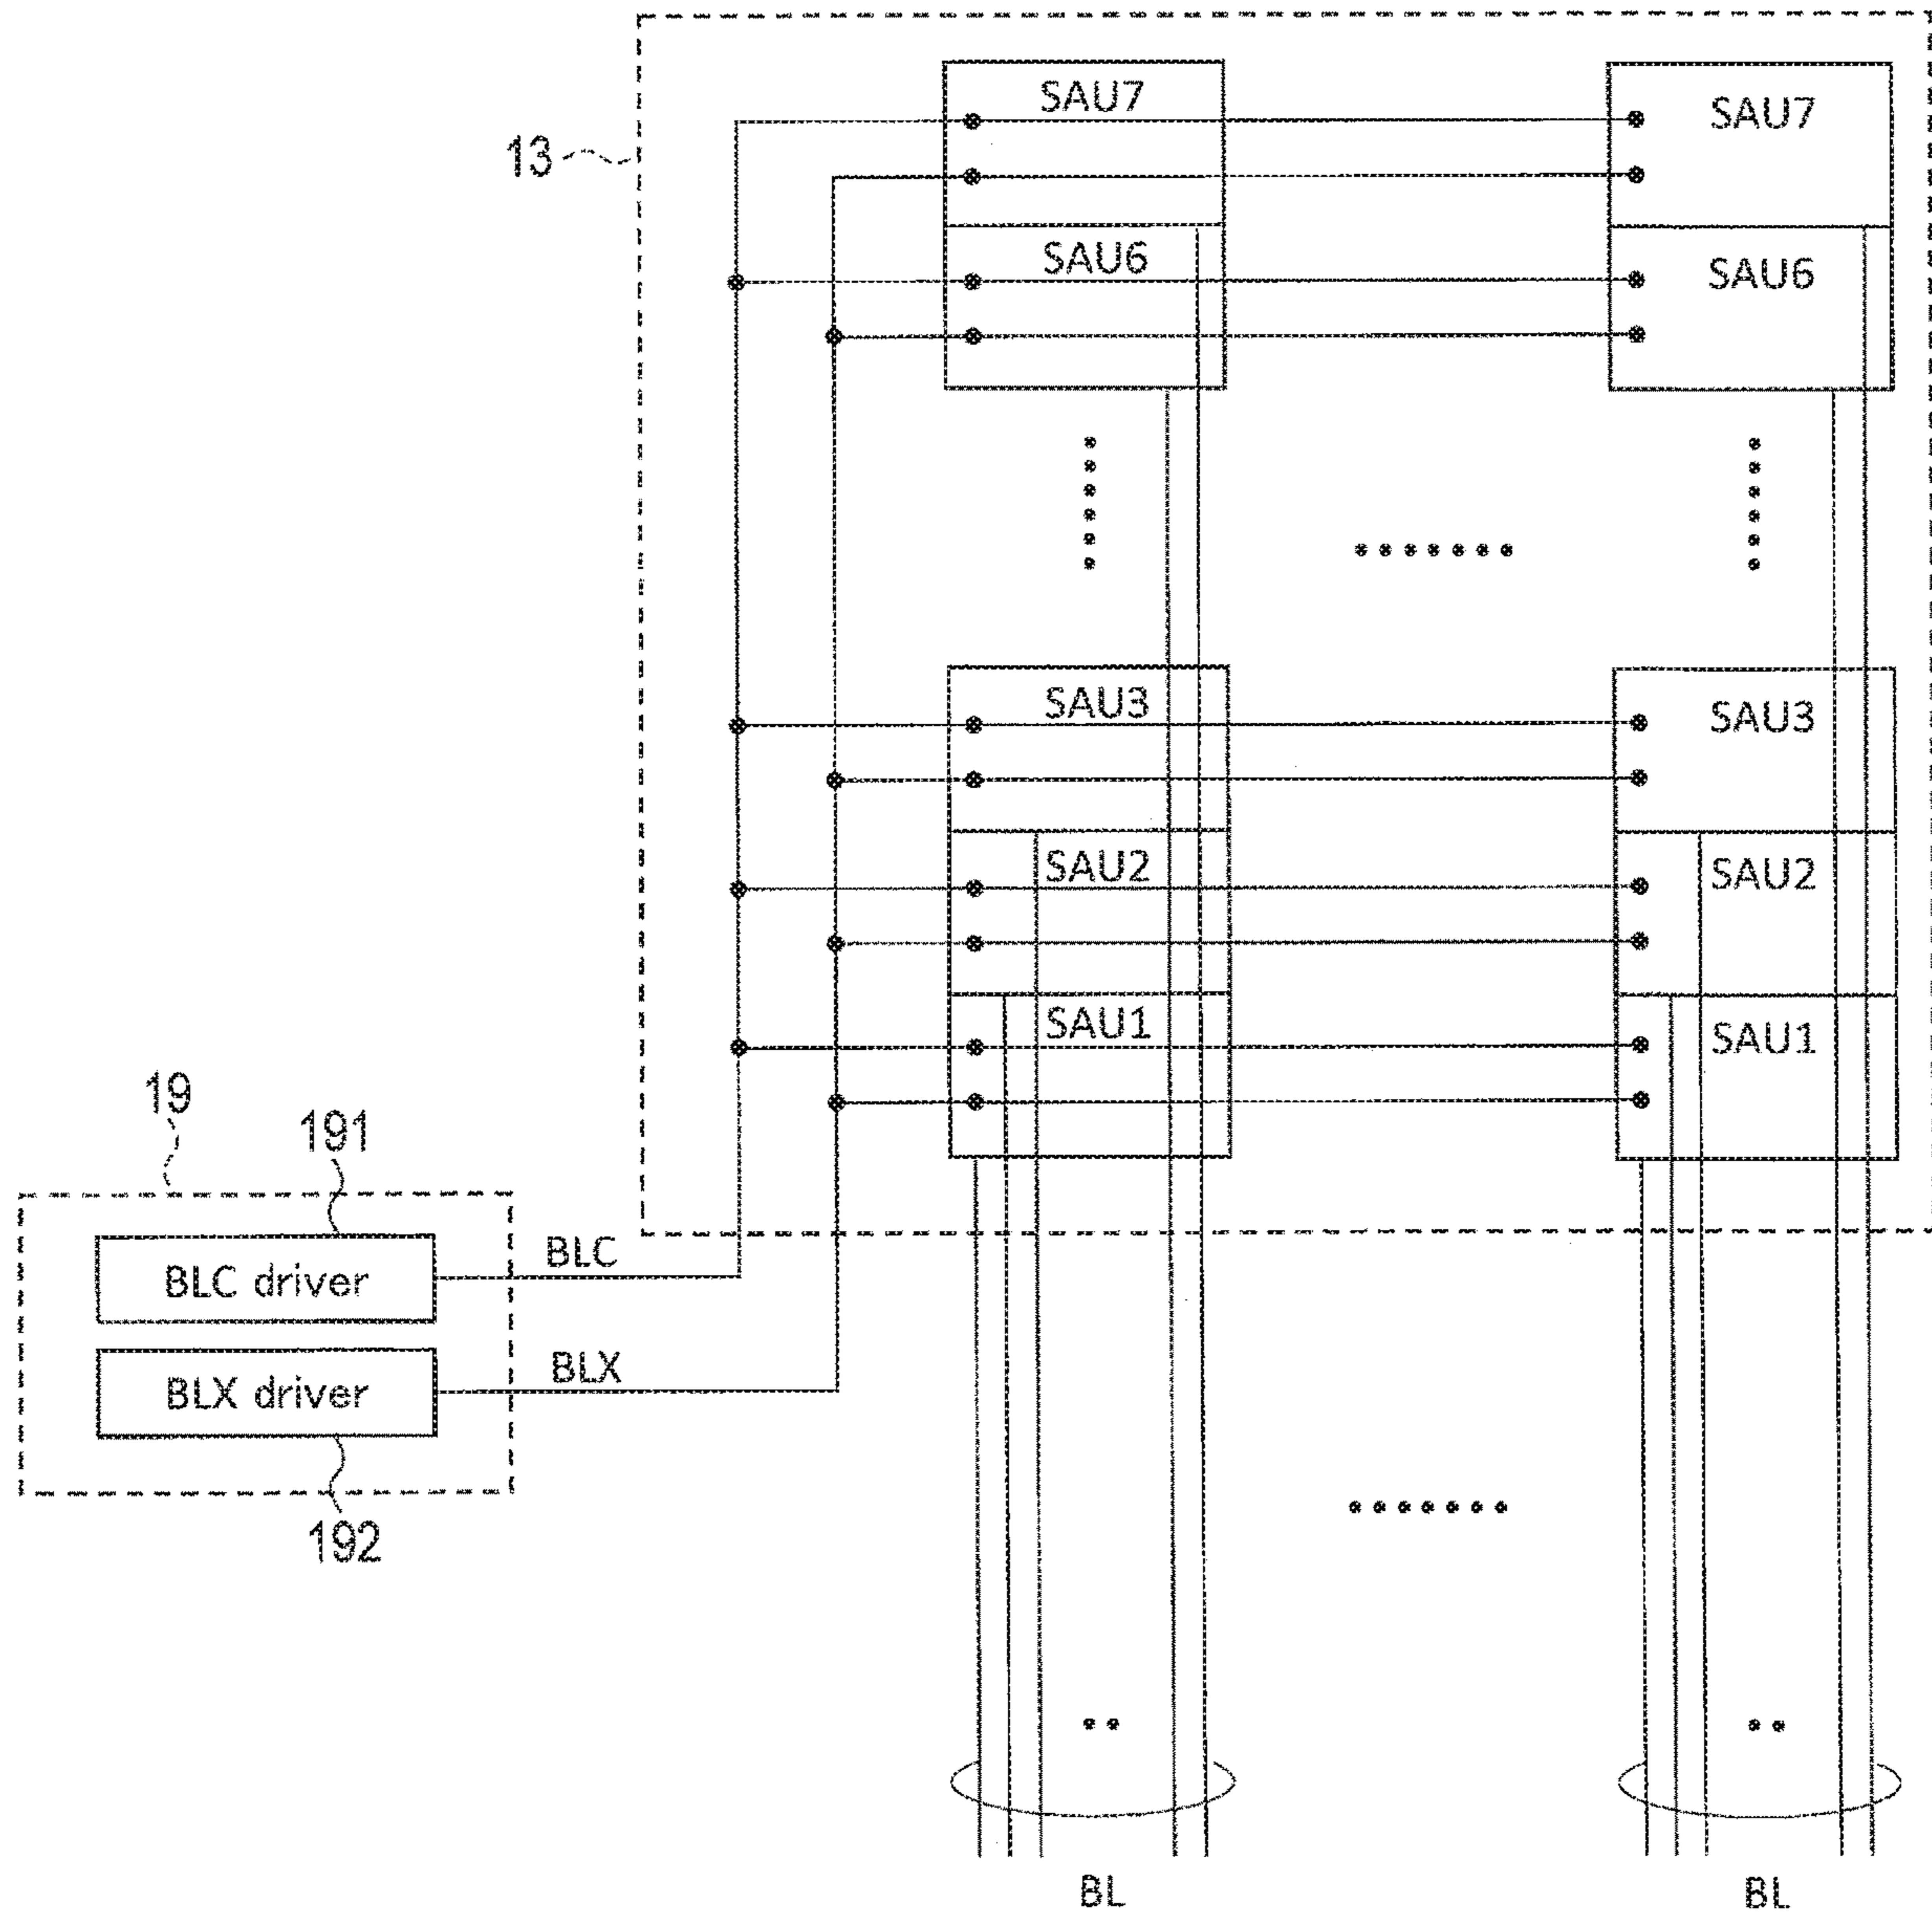 13
SAU7
SAU7
SAU6
SAU6
SAU3
SAU3
SAU2
SAU2
SAU1
SAU1
19
191
BLC driver
BLC
BLX driver
BLX
192
BL
BL